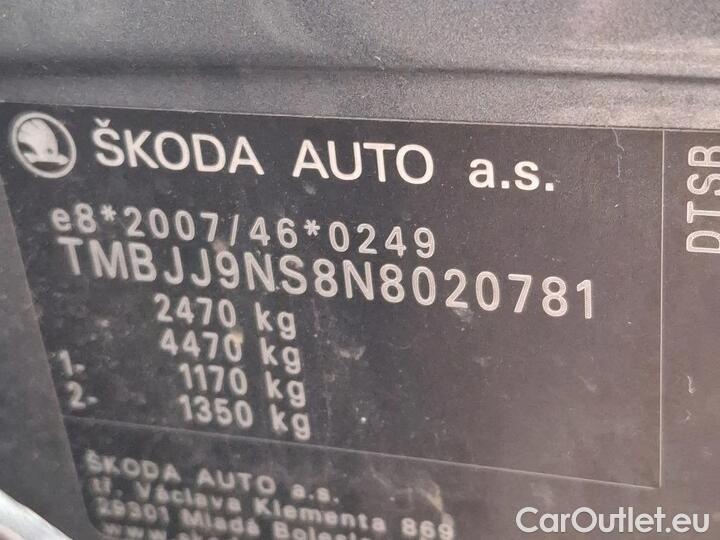 ŠKODA AUTO a.s.
e8*2007/46*0249
TMBJJ9NS8N8020781
2470 kg
4470 kg
1- 1170 kg
2- 1350 kg
ŠKODA AUTO a.s.
tř. Václava Klementa 869
29301 Mladá
DTSB
CarOutlet.eu